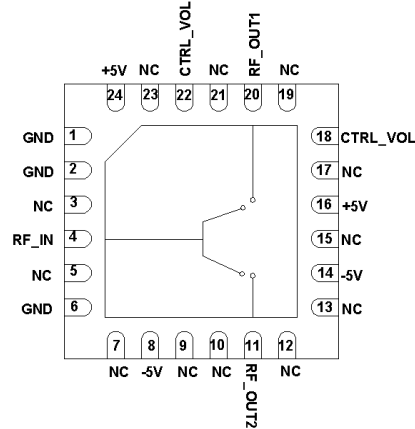 CTRL_VOL
RF_OUT1
+5V NC NC NC
24 23 22 21 20 19
GND 1 18 CTRL_VOL
GND 2 17 NC
NC 3 16 +5V
RF_IN 4 15 NC
NC 5 14 -5V
GND 6 13 NC
7 8 9 10 11 12
NC -5V NC NC NC
RF_OUT2